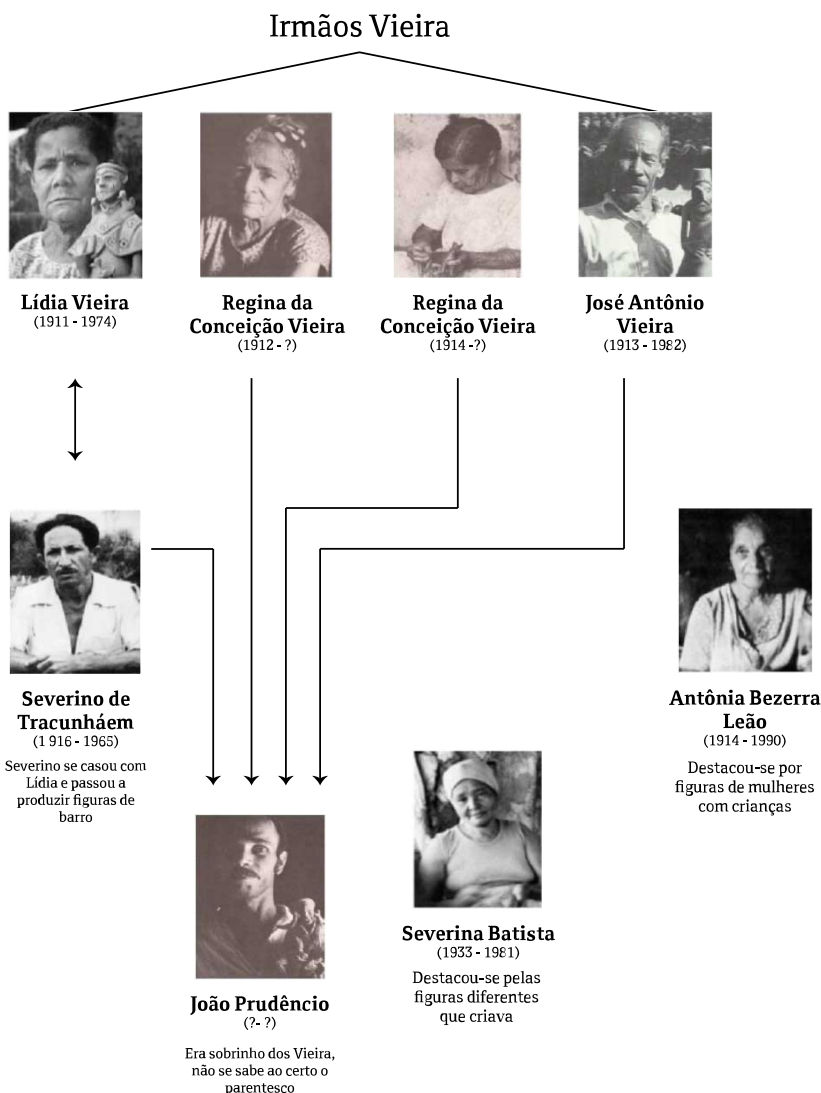 Irmãos Vieira
Lídia Vieira
(1911 - 1974)
Regina da
Conceição Vieira
(1912 - ?)
Regina da
Conceição Vieira
(1914 -?)
José Antônio
Vieira
(1913 - 1982)
Severino de
Tracunháem
(1 916 - 1965)
Severino se casou com
Lídia e passou a
produzir figuras de
barro
Antônia Bezerra
Leão
(1914 - 1990)
Destacou-se por
figuras de mulheres
com crianças
Severina Batista
(1933 - 1981)
Destacou-se pelas
figuras diferentes
que criava
João Prudêncio
(?- ?)
Era sobrinho dos Vieira,
não se sabe ao certo o
parentesco